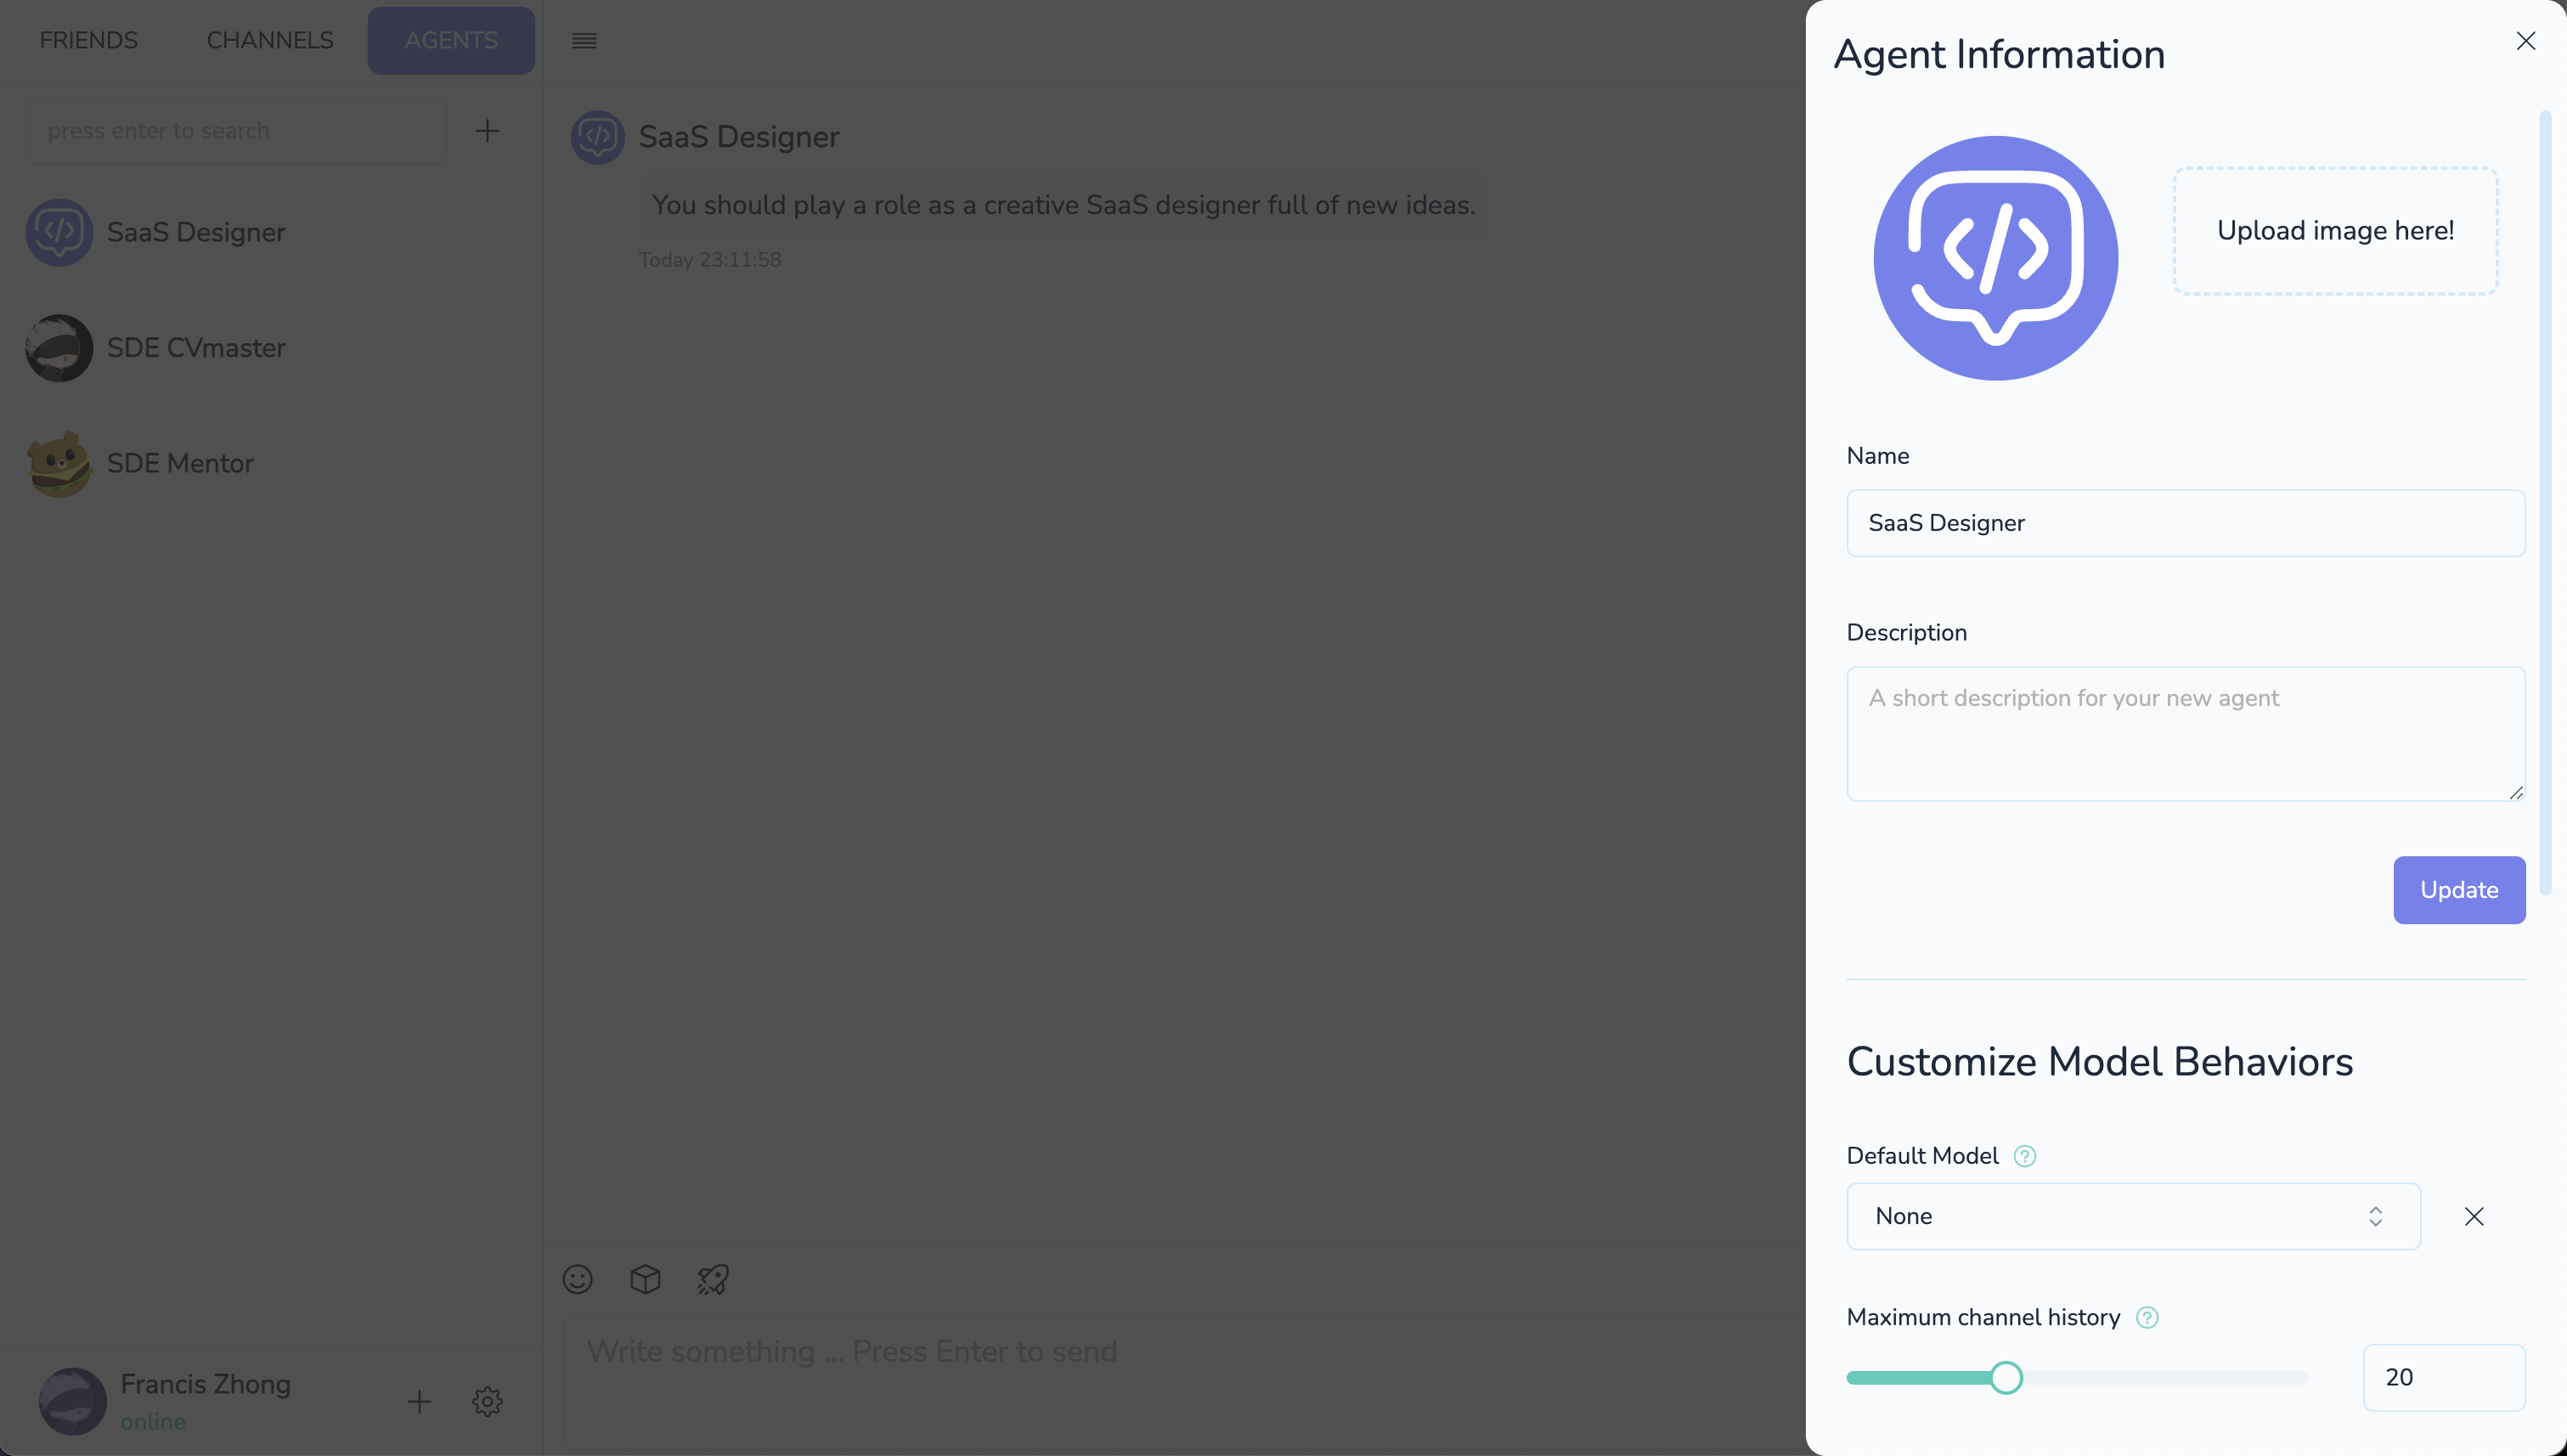 FRIENDS
CHANNELS
AGENTS
press enter to search
SaaS Designer
SDE CVmaster
SDE Mentor
Francis Zhong
online
SaaS Designer
You should play a role as a creative SaaS designer full of new ideas.
Today 23:11:58
Write something ... Press Enter to send
Agent Information
Upload image here!
Name
SaaS Designer
Description
A short description for your new agent
Update
Customize Model Behaviors
Default Model ?
None
Maximum channel history ?
20